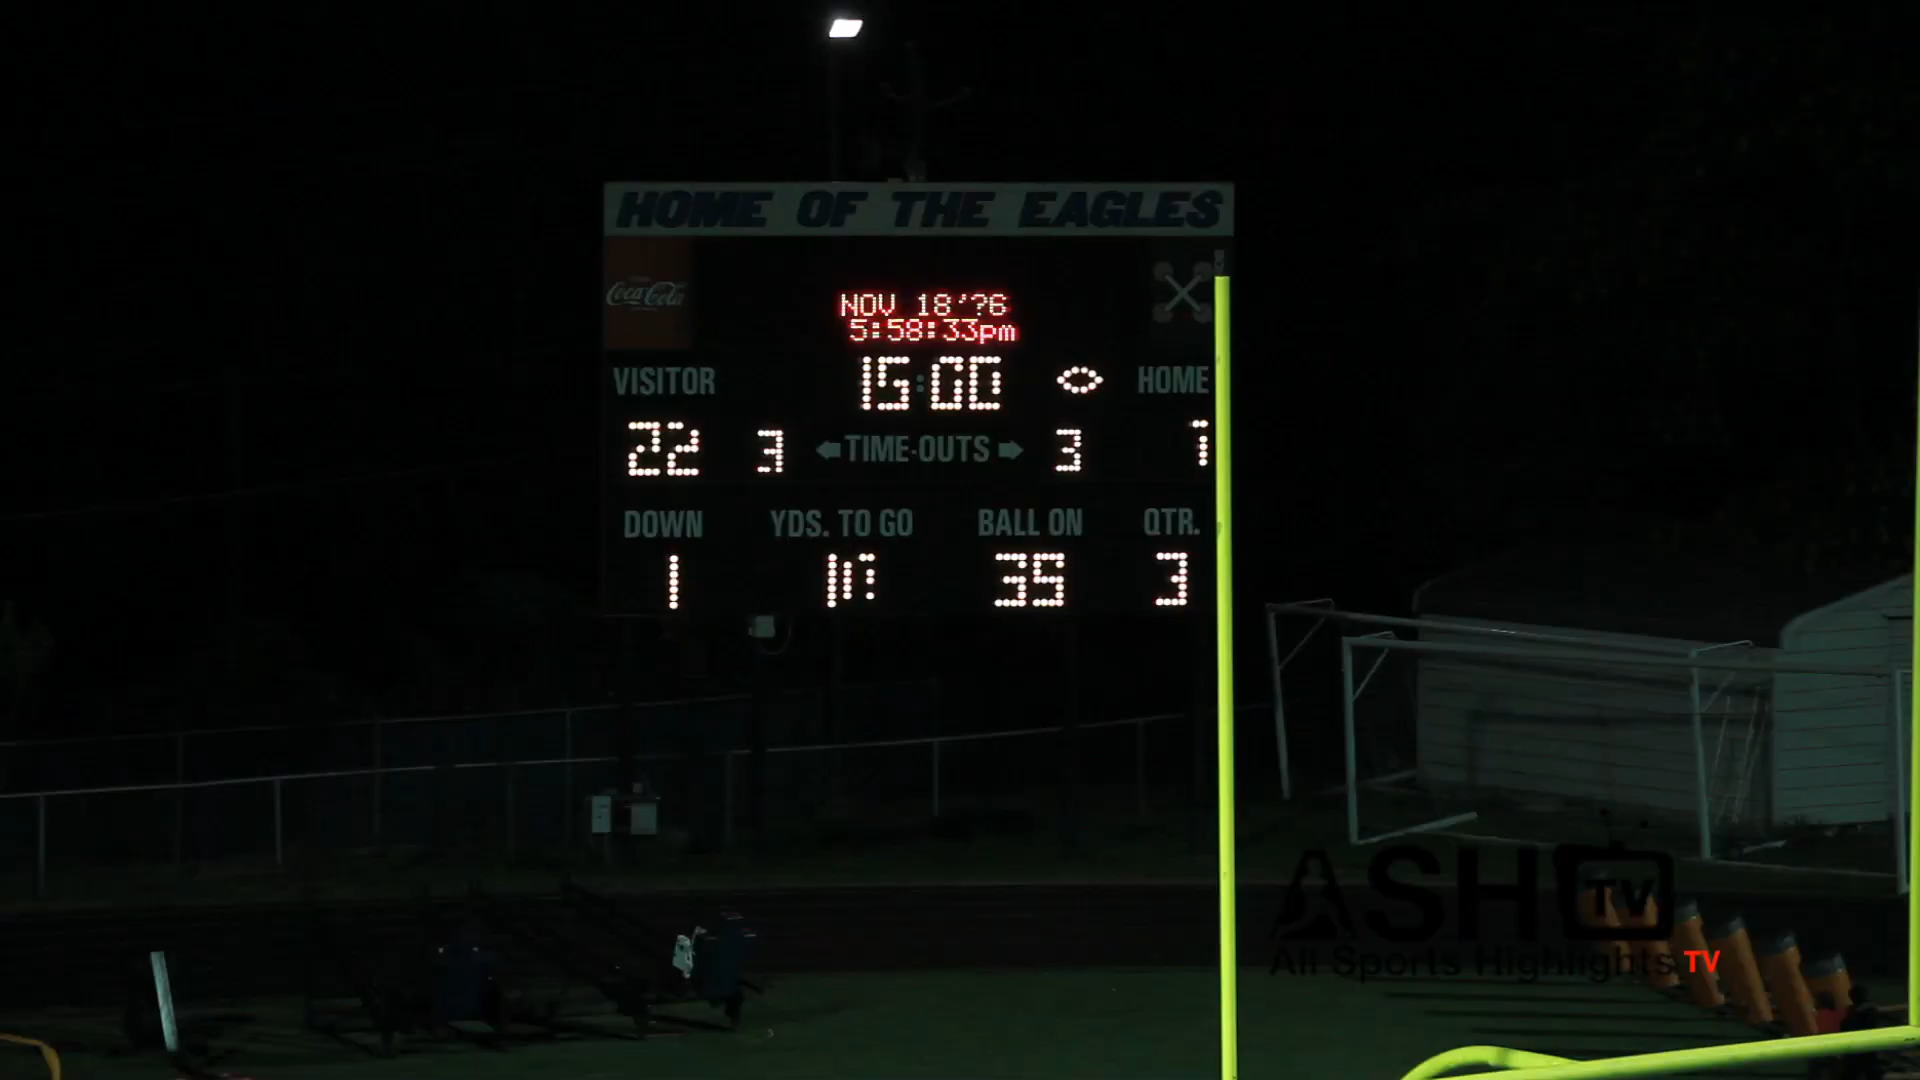 HOME OF THE EAGLES
Coca-Cola
NOV 18'?6
5:58:33pm
VISITOR 15:00 HOME
22 3 TIME-OUTS 3 7
DOWN YDS. TO GO BALL ON QTR.
1 35 3
ASH TV
All Sports Highlights TV